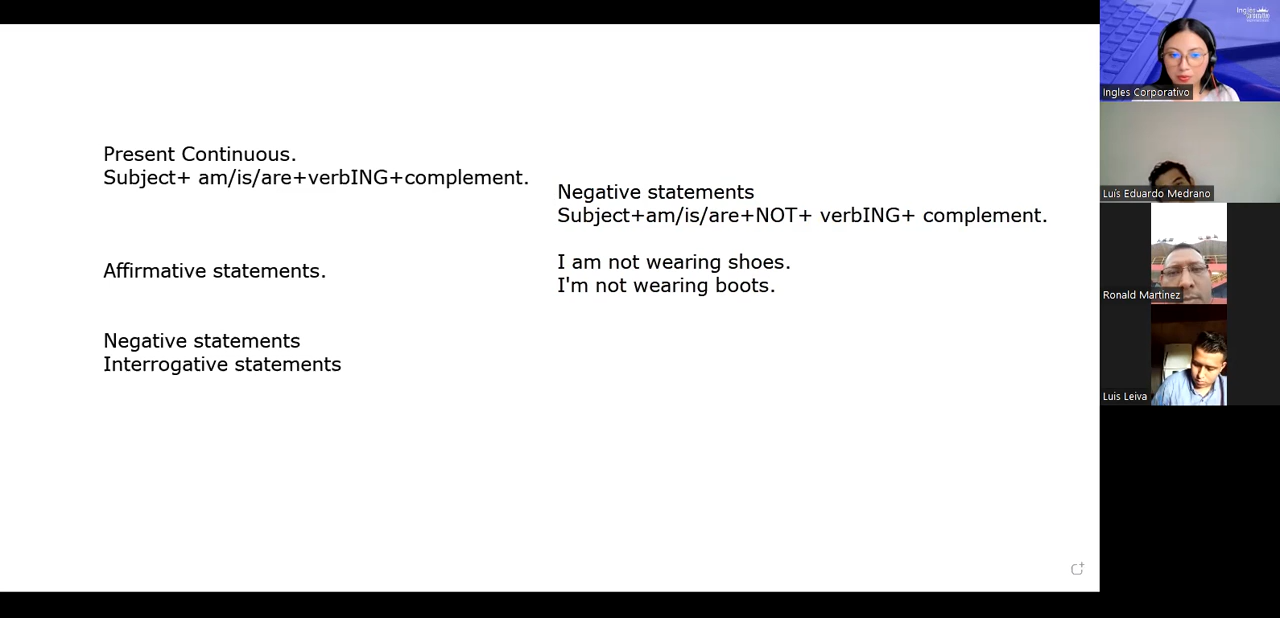 Present Continuous.
Subject+ am/is/are+verbING+complement.
Affirmative statements.
Negative statements
Interrogative statements
Negative statements
Subject+am/is/are+NOT+ verbING+ complement.
I am not wearing shoes.
I'm not wearing boots.
Ingles
Ingles Corporativo
Luís Eduardo Medrano
Ronald Martinez
Luis Leiva